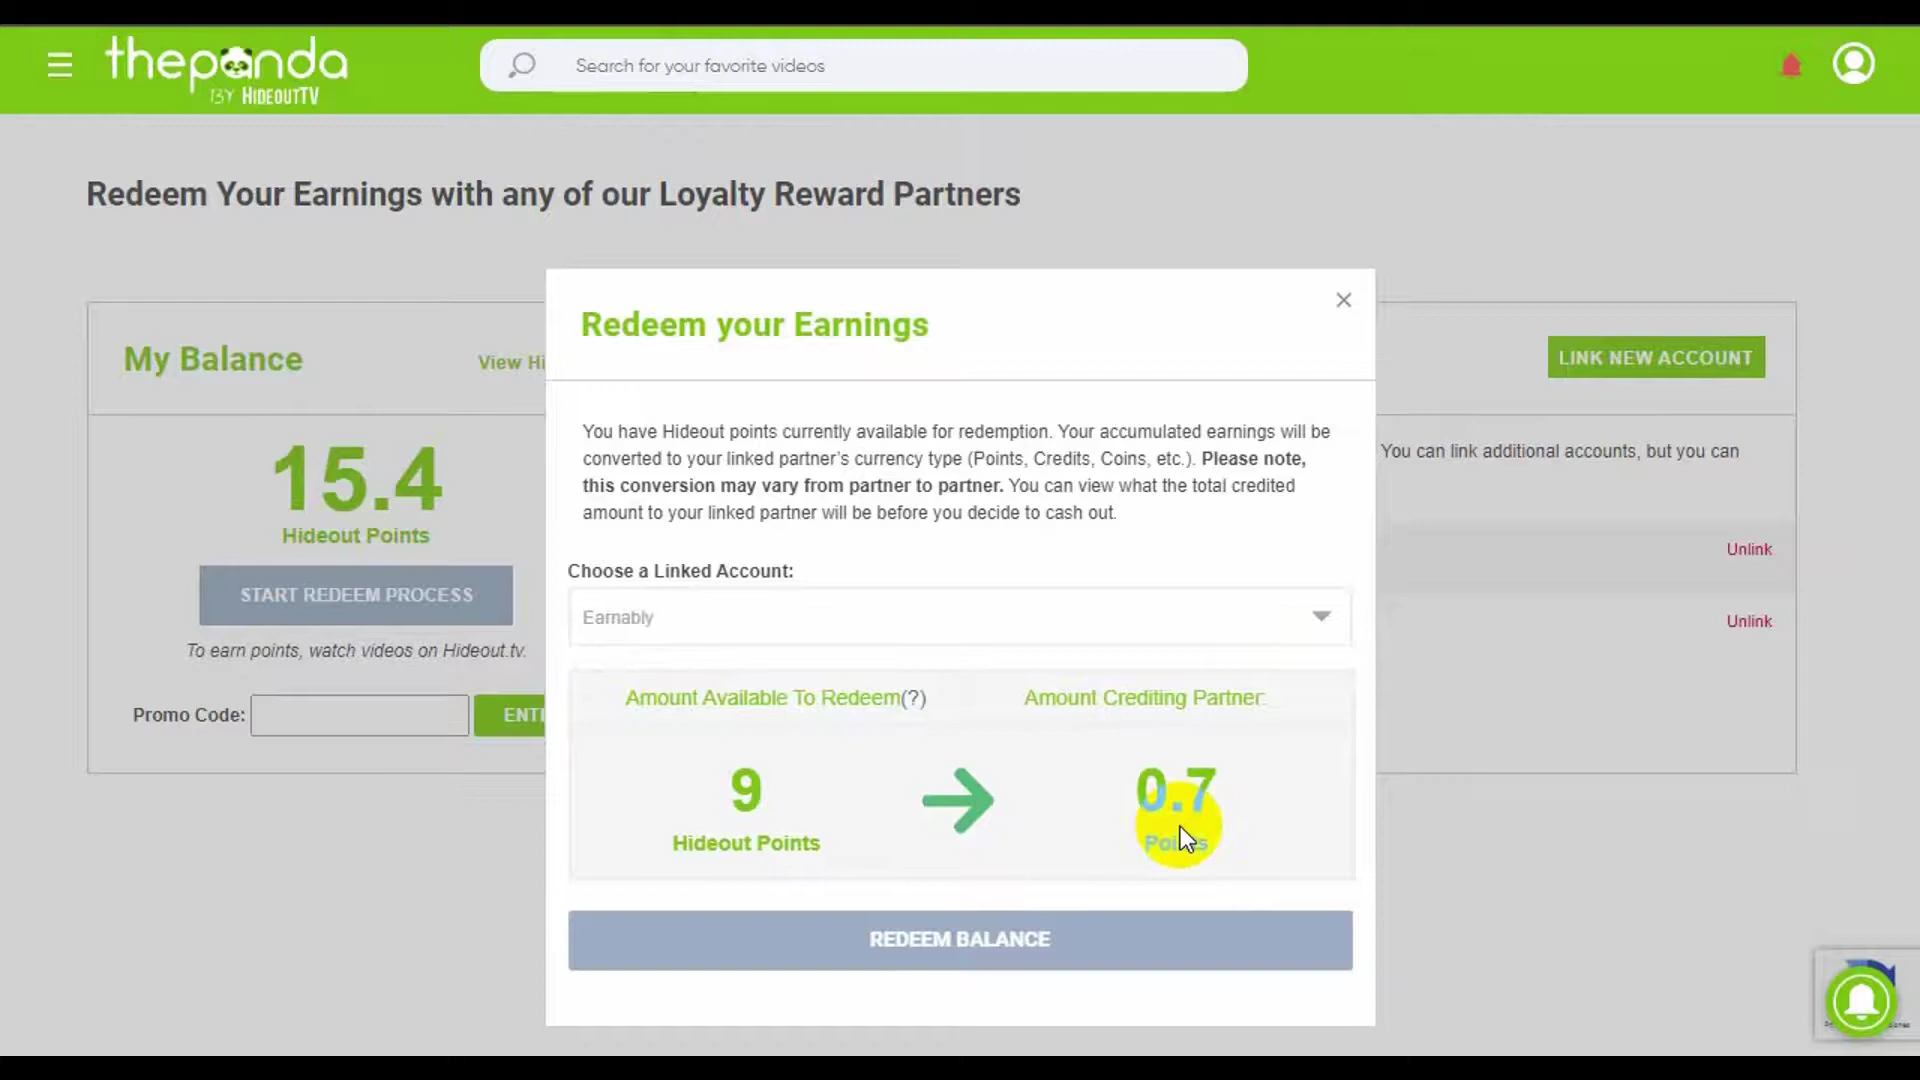 thepanda
BY HIDEOUTTV
Search for your favorite videos
Redeem Your Earnings with any of our Loyalty Reward Partners
My Balance
View Hi
15.4
Hideout Points
START REDEEM PROCESS
To earn points, watch videos on Hideout.tv.
Promo Code:
ENTE
Redeem your Earnings
×
You have Hideout points currently available for redemption. Your accumulated earnings will be
converted to your linked partner's currency type (Points, Credits, Coins, etc.). Please note,
this conversion may vary from partner to partner. You can view what the total credited
amount to your linked partner will be before you decide to cash out.
Choose a Linked Account:
Earnably
Amount Available To Redeem(?)
Amount Crediting Partner:
9
Hideout Points
0.7
Points
REDEEM BALANCE
LINK NEW ACCOUNT
You can link additional accounts, but you can
Unlink
Unlink